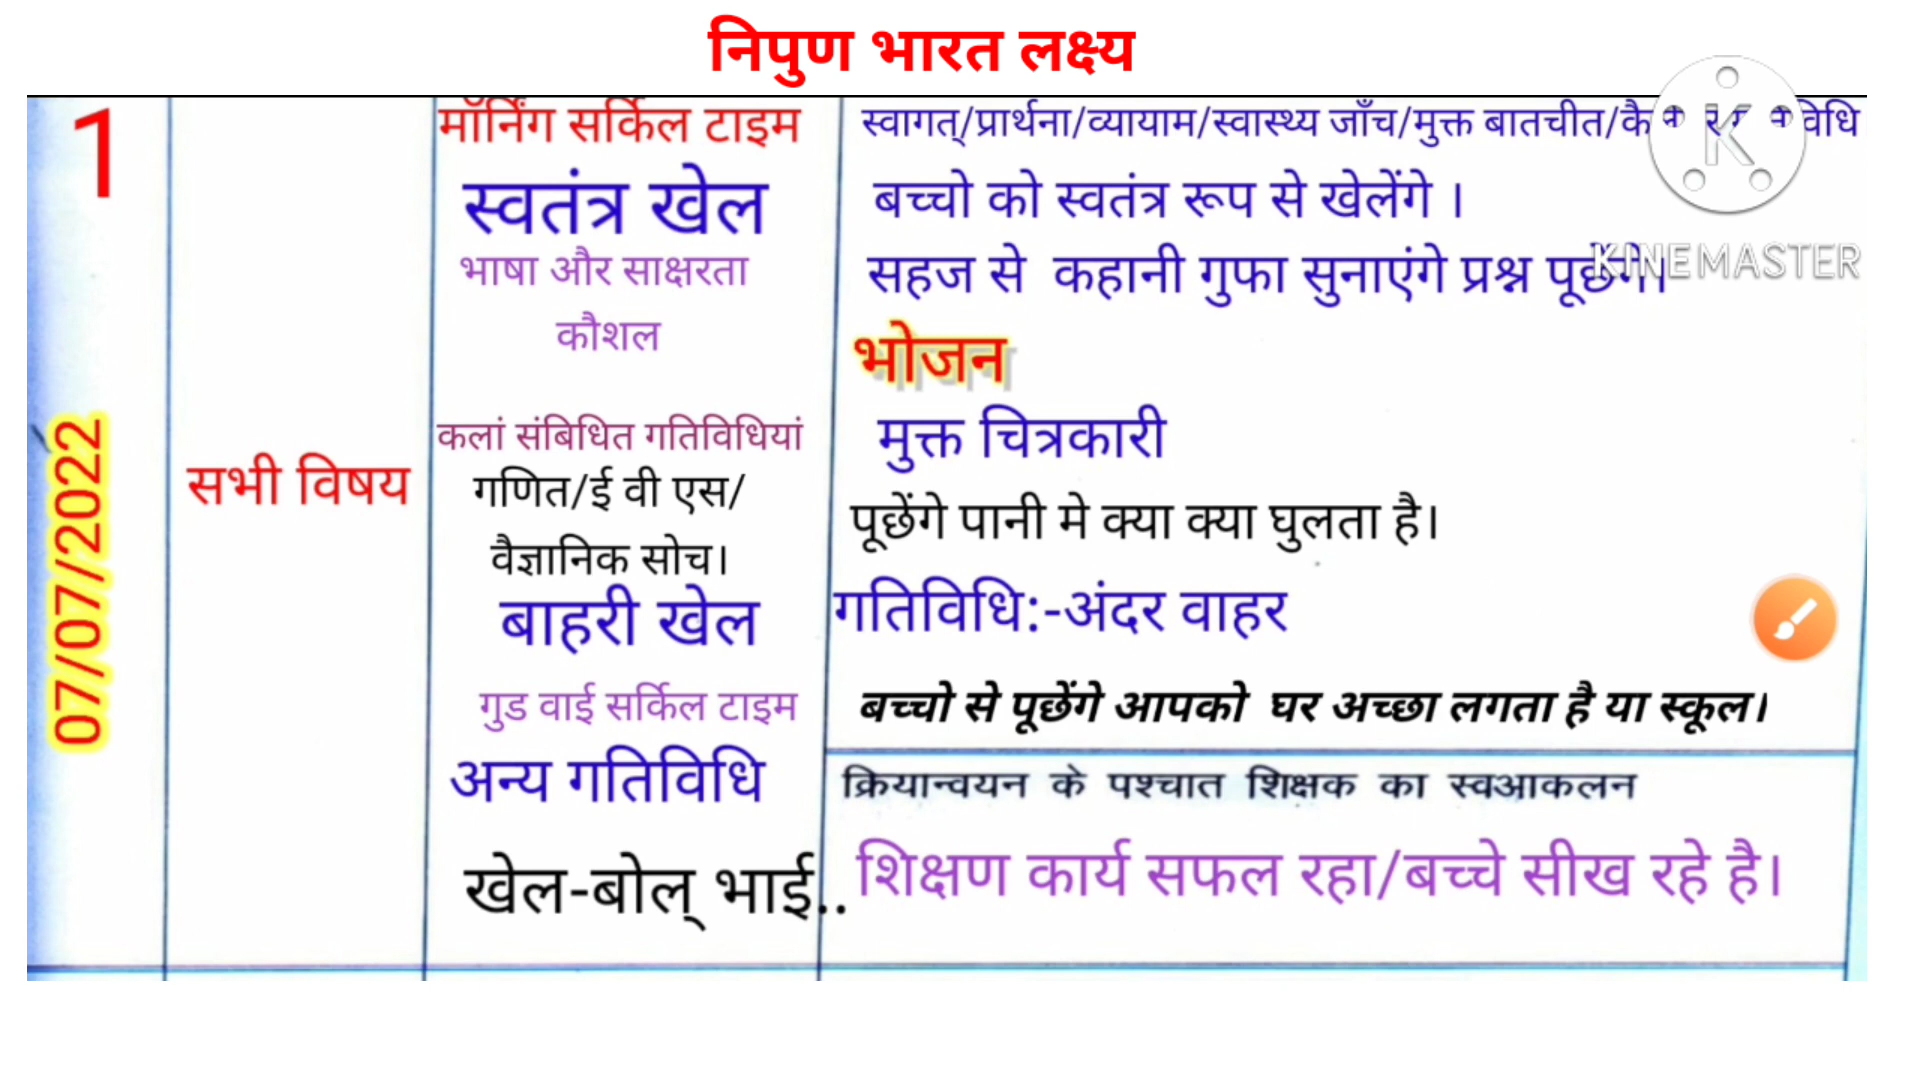 निपुण भारत लक्ष्य
1
07/07/2022
सभी विषय
मॉर्निंग सर्किल टाइम
स्वतंत्र खेल
भाषा और साक्षरता
कौशल
कलां संबिधित गतिविधियां
गणित/ई वी एस/
वैज्ञानिक सोच।
बाहरी खेल
गुड वाई सर्किल टाइम
अन्य गतिविधि
खेल-बोल् भाई..
स्वागत्/प्रार्थना/व्यायाम/स्वास्थ्य जाँच/मुक्त बातचीत/
बच्चो को स्वतंत्र रूप से खेलेंगे ।
सहज से कहानी गुफा सुनाएंगे प्रश्न पूछेंगे।
भोजन
मुक्त चित्रकारी
पूछेंगे पानी मे क्या क्या घुलता है।
गतिविधि:-अंदर वाहर
बच्चो से पूछेंगे आपको घर अच्छा लगता है या स्कूल।
क्रियान्वयन के पश्चात शिक्षक का स्वआकलन
शिक्षण कार्य सफल रहा/बच्चे सीख रहे है।
K
KINEMASTER